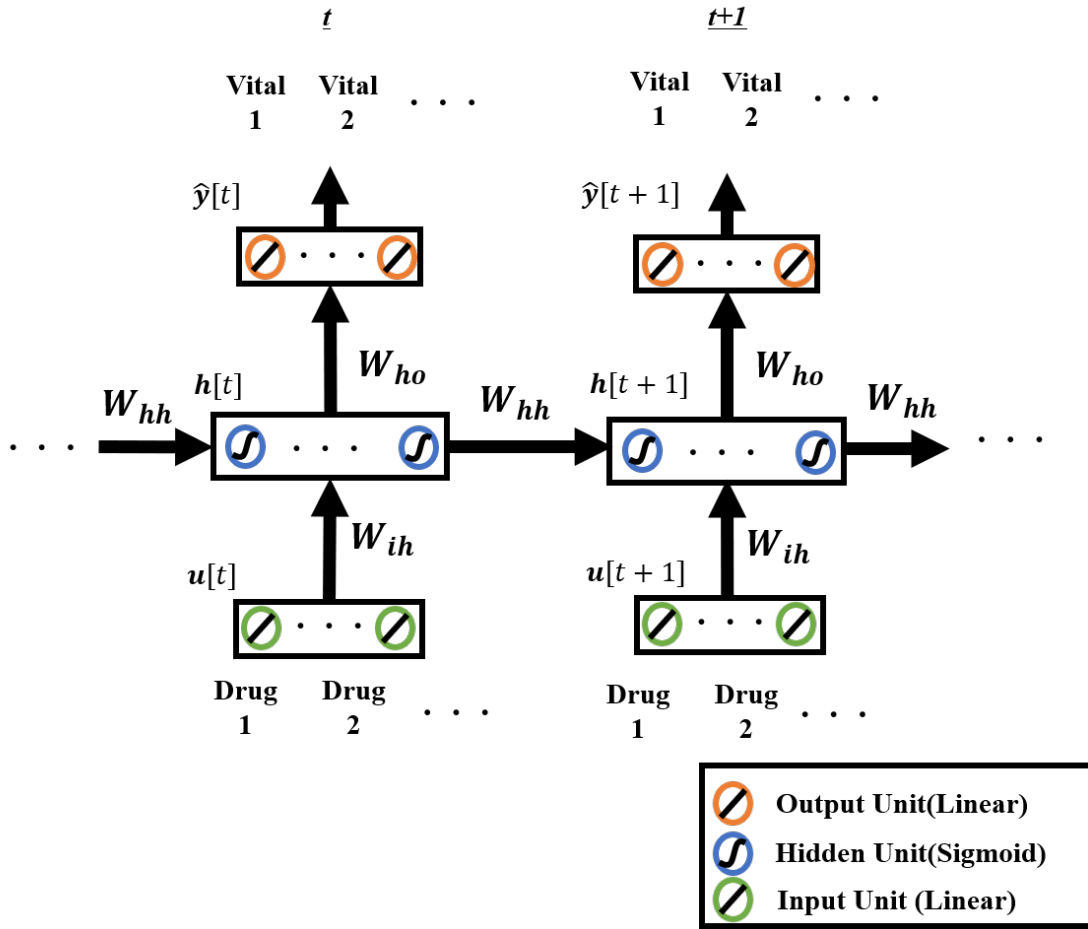 t t+1
Vital Vital Vital Vital
1 2 . . . 1 2 . . .
ŷ[t] ŷ[t + 1]
. . . . . .
W_ho W_ho
h[t] h[t + 1]
W_hh W_hh W_hh
. . . . . . . . . . . .
W_ih W_ih
u[t] u[t + 1]
. . . . . .
Drug Drug Drug Drug
1 2 . . . 1 2 . . .
Output Unit(Linear)
Hidden Unit(Sigmoid)
Input Unit (Linear)